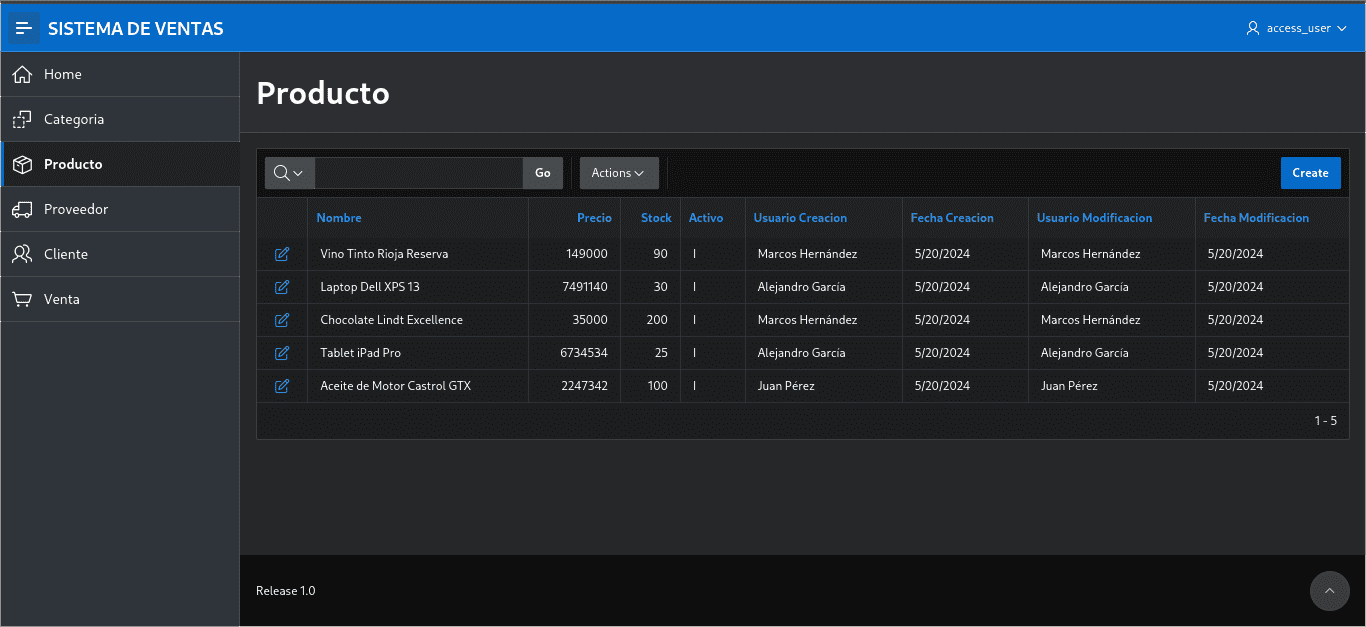 SISTEMA DE VENTAS
access_user
Home
Categoria
Producto
Proveedor
Cliente
Venta
Producto
Go
Actions
Create
Nombre Precio Stock Activo Usuario Creacion Fecha Creacion Usuario Modificacion Fecha Modificacion
Vino Tinto Rioja Reserva 149000 90 I Marcos Hernández 5/20/2024 Marcos Hernández 5/20/2024
Laptop Dell XPS 13 7491140 30 I Alejandro García 5/20/2024 Alejandro García 5/20/2024
Chocolate Lindt Excellence 35000 200 I Marcos Hernández 5/20/2024 Marcos Hernández 5/20/2024
Tablet iPad Pro 6734534 25 I Alejandro García 5/20/2024 Alejandro García 5/20/2024
Aceite de Motor Castrol GTX 2247342 100 I Juan Pérez 5/20/2024 Juan Pérez 5/20/2024
1 - 5
Release 1.0